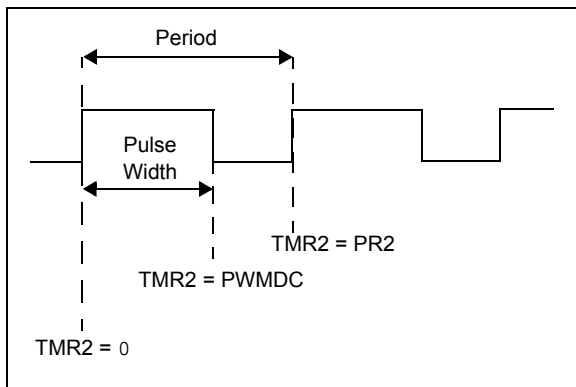 Period
Pulse
Width
TMR2 = PR2
TMR2 = PWMDC
TMR2 = 0